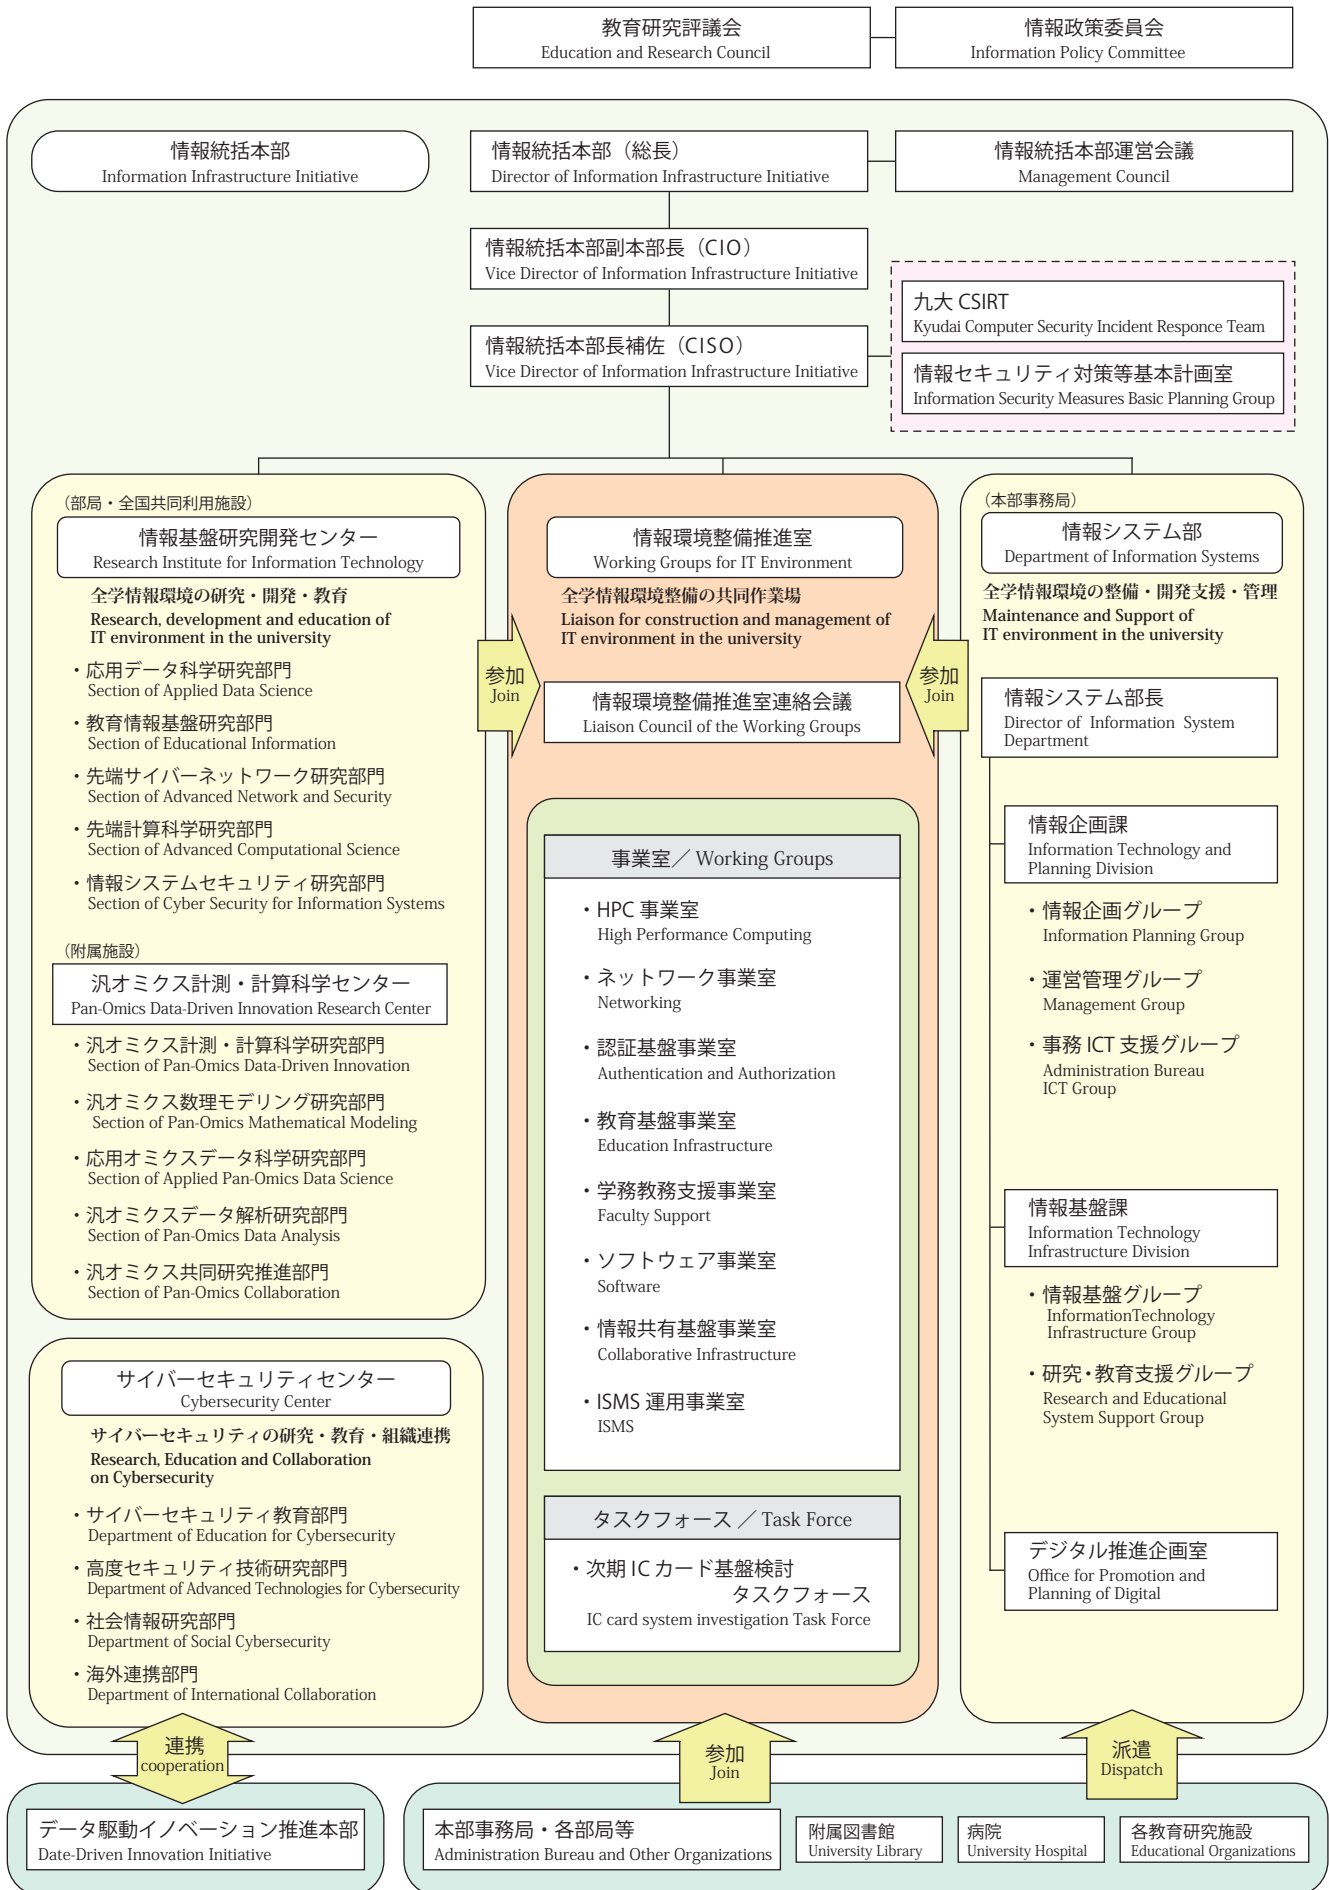 教育研究評議会
Education and Research Council
情報政策委員会
Information Policy Committee
情報統括本部
Information Infrastructure Initiative
情報統括本部（総長）
Director of Information Infrastructure Initiative
情報統括本部運営会議
Management Council
情報統括本部副本部長（CIO）
Vice Director of Information Infrastructure Initiative
情報統括本部長補佐（CISO）
Vice Director of Information Infrastructure Initiative
九大 CSIRT
Kyudai Computer Security Incident Responce Team
情報セキュリティ対策等基本計画室
Information Security Measures Basic Planning Group
（部局・全国共同利用施設）
情報基盤研究開発センター
Research Institute for Information Technology
全学情報環境の研究・開発・教育
Research, development and education of
IT environment in the university
・応用データ科学研究部門
Section of Applied Data Science
・教育情報基盤研究部門
Section of Educational Information
・先端サイバーネットワーク研究部門
Section of Advanced Network and Security
・先端計算科学研究部門
Section of Advanced Computational Science
・情報システムセキュリティ研究部門
Section of Cyber Security for Information Systems
（附属施設）
汎オミクス計測・計算科学センター
Pan-Omics Data-Driven Innovation Research Center
・汎オミクス計測・計算科学研究部門
Section of Pan-Omics Data-Driven Innovation
・汎オミクス数理モデリング研究部門
Section of Pan-Omics Mathematical Modeling
・応用オミクスデータ科学研究部門
Section of Applied Pan-Omics Data Science
・汎オミクスデータ解析研究部門
Section of Pan-Omics Data Analysis
・汎オミクス共同研究推進部門
Section of Pan-Omics Collaboration
サイバーセキュリティセンター
Cybersecurity Center
サイバーセキュリティの研究・教育・組織連携
Research, Education and Collaboration
on Cybersecurity
・サイバーセキュリティ教育部門
Department of Education for Cybersecurity
・高度セキュリティ技術研究部門
Department of Advanced Technologies for Cybersecurity
・社会情報研究部門
Department of Social Cybersecurity
・海外連携部門
Department of International Collaboration
参加
Join
情報環境整備推進室
Working Groups for IT Environment
全学情報環境整備の共同作業場
Liaison for construction and management of
IT environment in the university
情報環境整備推進室連絡会議
Liaison Council of the Working Groups
事業室／ Working Groups
・HPC 事業室
High Performance Computing
・ネットワーク事業室
Networking
・認証基盤事業室
Authentication and Authorization
・教育基盤事業室
Education Infrastructure
・学務教務支援事業室
Faculty Support
・ソフトウェア事業室
Software
・情報共有基盤事業室
Collaborative Infrastructure
・ISMS 運用事業室
ISMS
タスクフォース ／ Task Force
・次期 IC カード基盤検討
タスクフォース
IC card system investigation Task Force
参加
Join
（本部事務局）
情報システム部
Department of Information Systems
全学情報環境の整備・開発支援・管理
Maintenance and Support of
IT environment in the university
情報システム部長
Director of Information System
Department
情報企画課
Information Technology and
Planning Division
・情報企画グループ
Information Planning Group
・運営管理グループ
Management Group
・事務 ICT 支援グループ
Administration Bureau
ICT Group
情報基盤課
Information Technology
Infrastructure Division
・情報基盤グループ
InformationTechnology
Infrastructure Group
・研究・教育支援グループ
Research and Educational
System Support Group
デジタル推進企画室
Office for Promotion and
Planning of Digital
連携
cooperation
参加
Join
派遣
Dispatch
データ駆動イノベーション推進本部
Date-Driven Innovation Initiative
本部事務局・各部局等
Administration Bureau and Other Organizations
附属図書館
University Library
病院
University Hospital
各教育研究施設
Educational Organizations